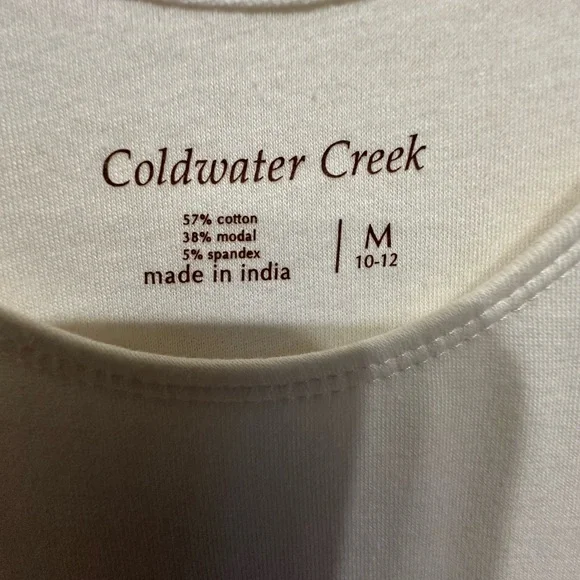 Coldwater Creek
57% cotton
38% modal
5% spandex
made in india
M
10-12